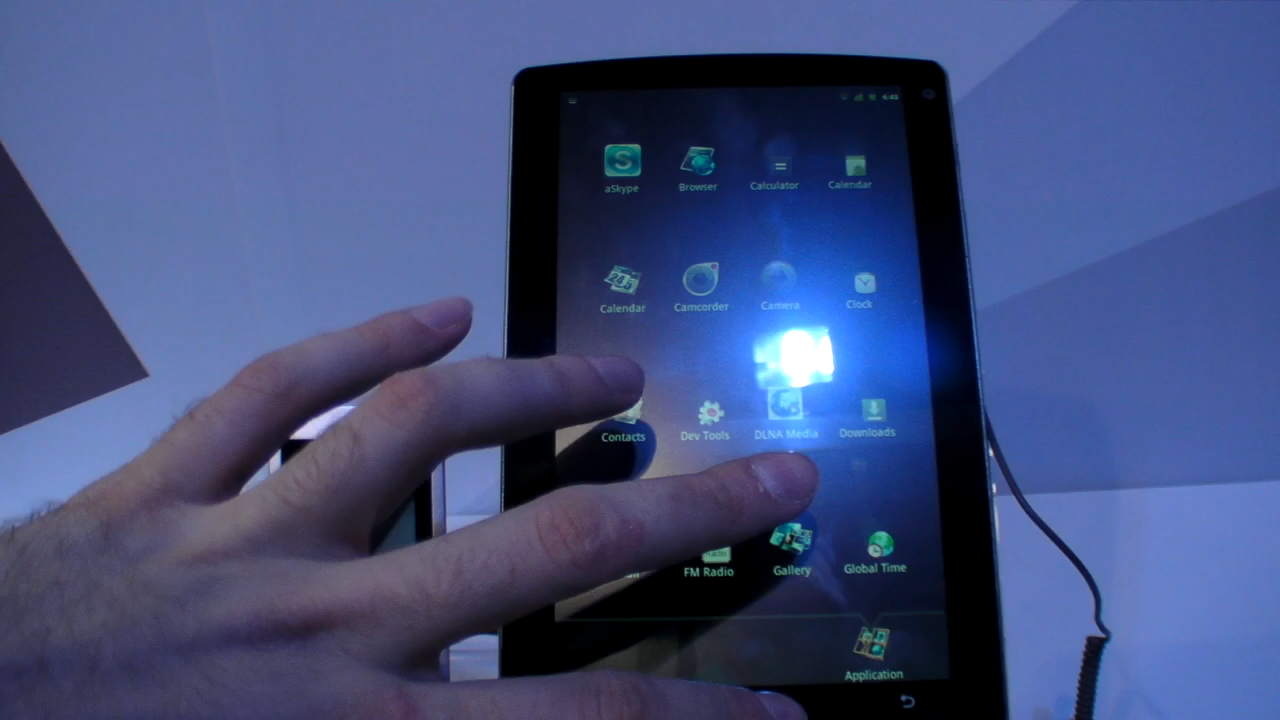 aSkype
Browser
Calculator
Calendar
Calendar
Camcorder
Camera
Clock
Contacts
Dev Tools
DLNA Media
Downloads
FM Radio
Gallery
Global Time
Application